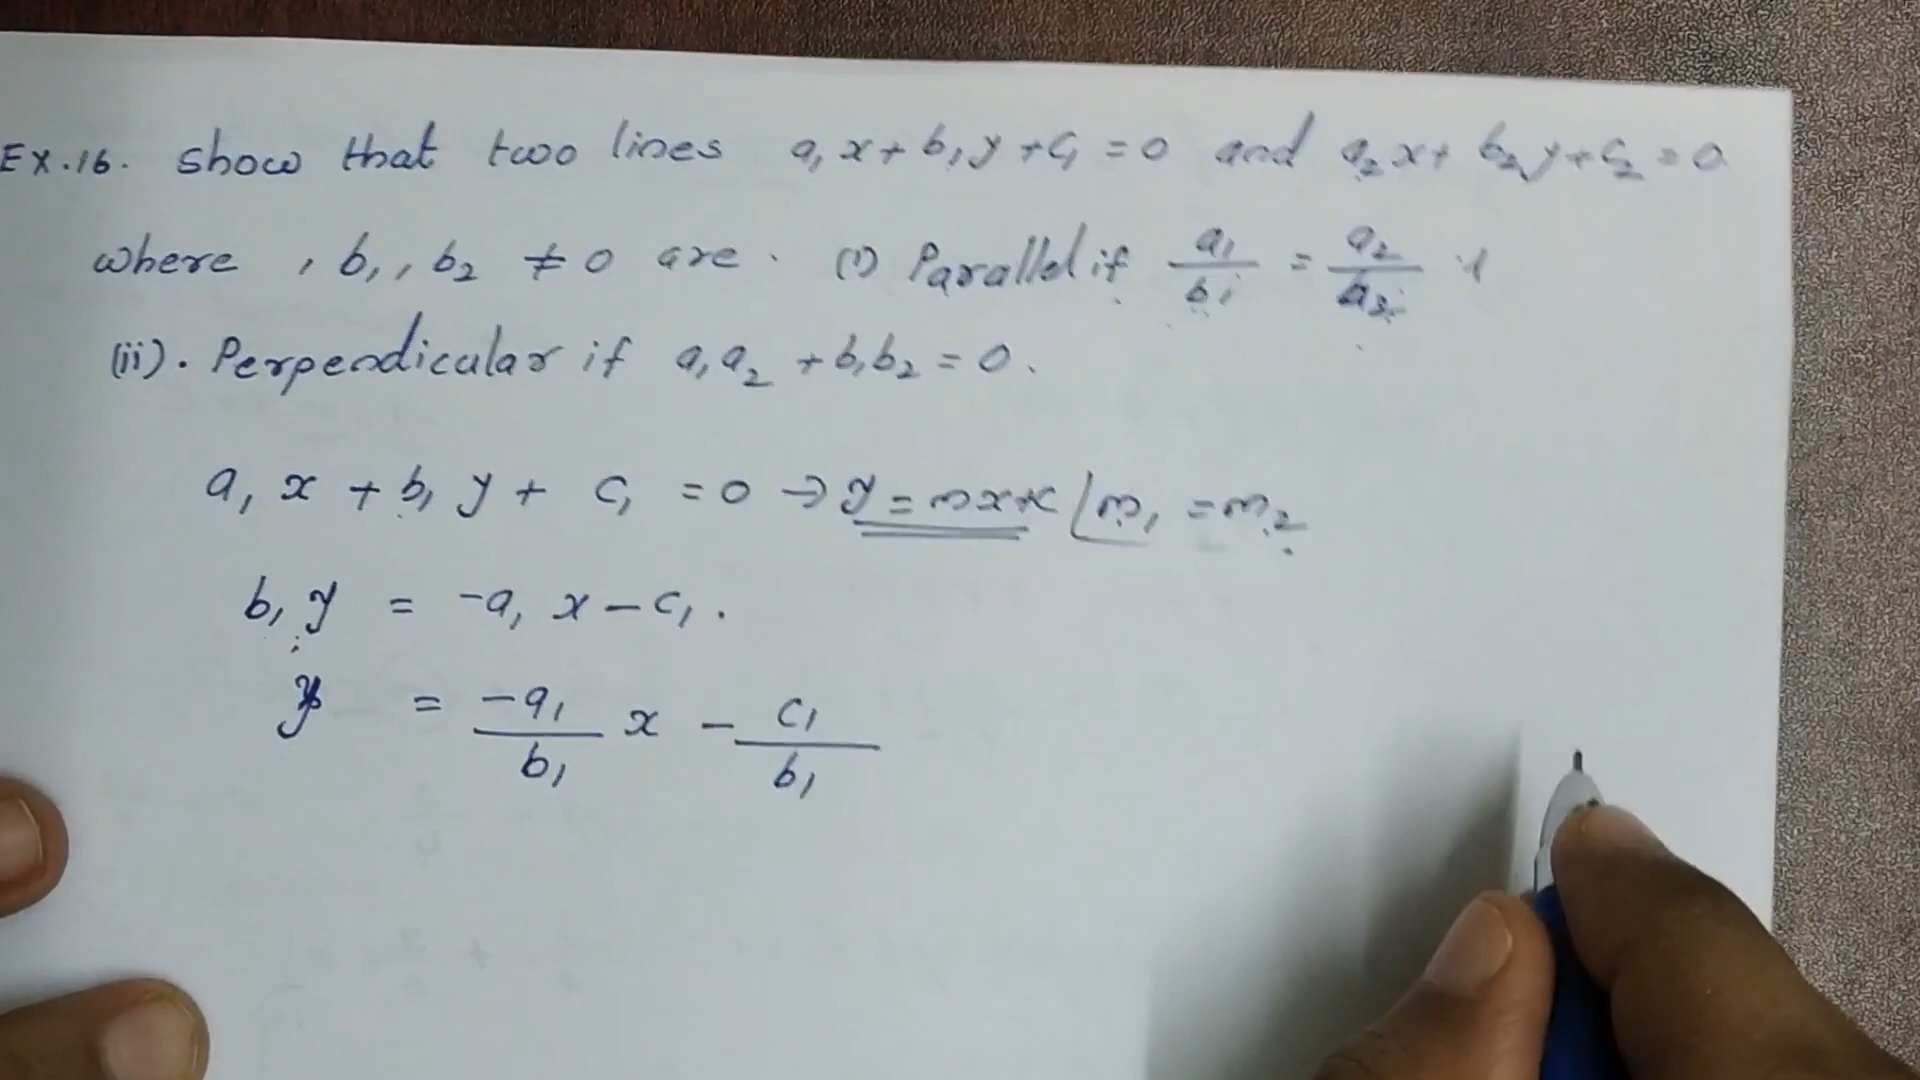 Ex.16. show that two lines a₁x + b₁y + c₁ = 0 and a₂x + b₂y + c₂ = 0
where , b₁, b₂ ≠ 0 are . (i) Parallel if a₁/b₁ = a₂/b₂
(ii). Perpendicular if a₁a₂ + b₁b₂ = 0.
a₁x + b₁y + c₁ = 0 → y = mx+c | m₁ = m₂
b₁y = -a₁x - c₁.
y = -a₁/b₁ x - c₁/b₁